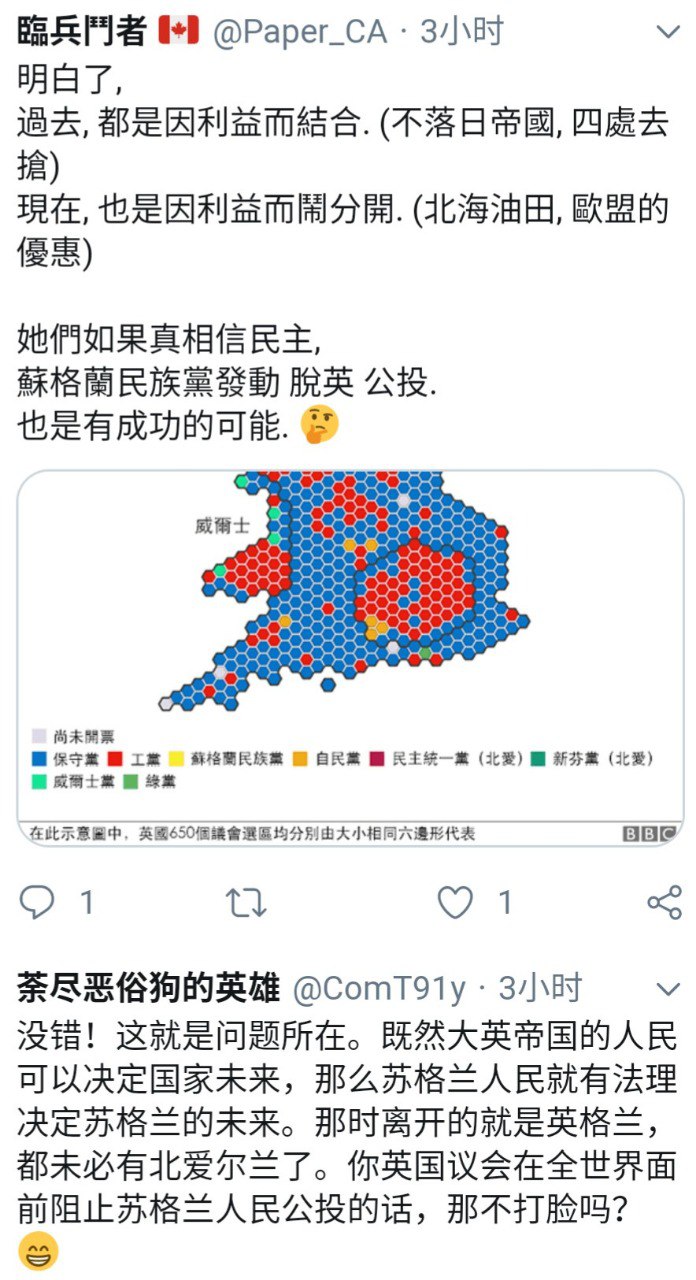 臨兵鬥者 🇨🇦 @Paper_CA · 3小时
明白了,
過去, 都是因利益而結合. (不落日帝國, 四處去
搶)
現在, 也是因利益而鬧分開. (北海油田, 歐盟的
優惠)
她們如果真相信民主,
蘇格蘭民族黨發動 脫英 公投.
也是有成功的可能. 🤔
威爾士
尚未開票
保守黨 工黨 蘇格蘭民族黨 自民黨 民主統一黨（北愛） 新芬黨（北愛）
威爾士黨 綠黨
在此示意圖中，英國650個議會選區均分別由大小相同六邊形代表 BBC
1 1
荼尽恶俗狗的英雄 @ComT91y · 3小时
没错！这就是问题所在。既然大英帝国的人民
可以决定国家未来，那么苏格兰人民就有法理
决定苏格兰的未来。那时离开的就是英格兰，
都未必有北爱尔兰了。你英国议会在全世界面
前阻止苏格兰人民公投的话，那不打脸吗？
😄